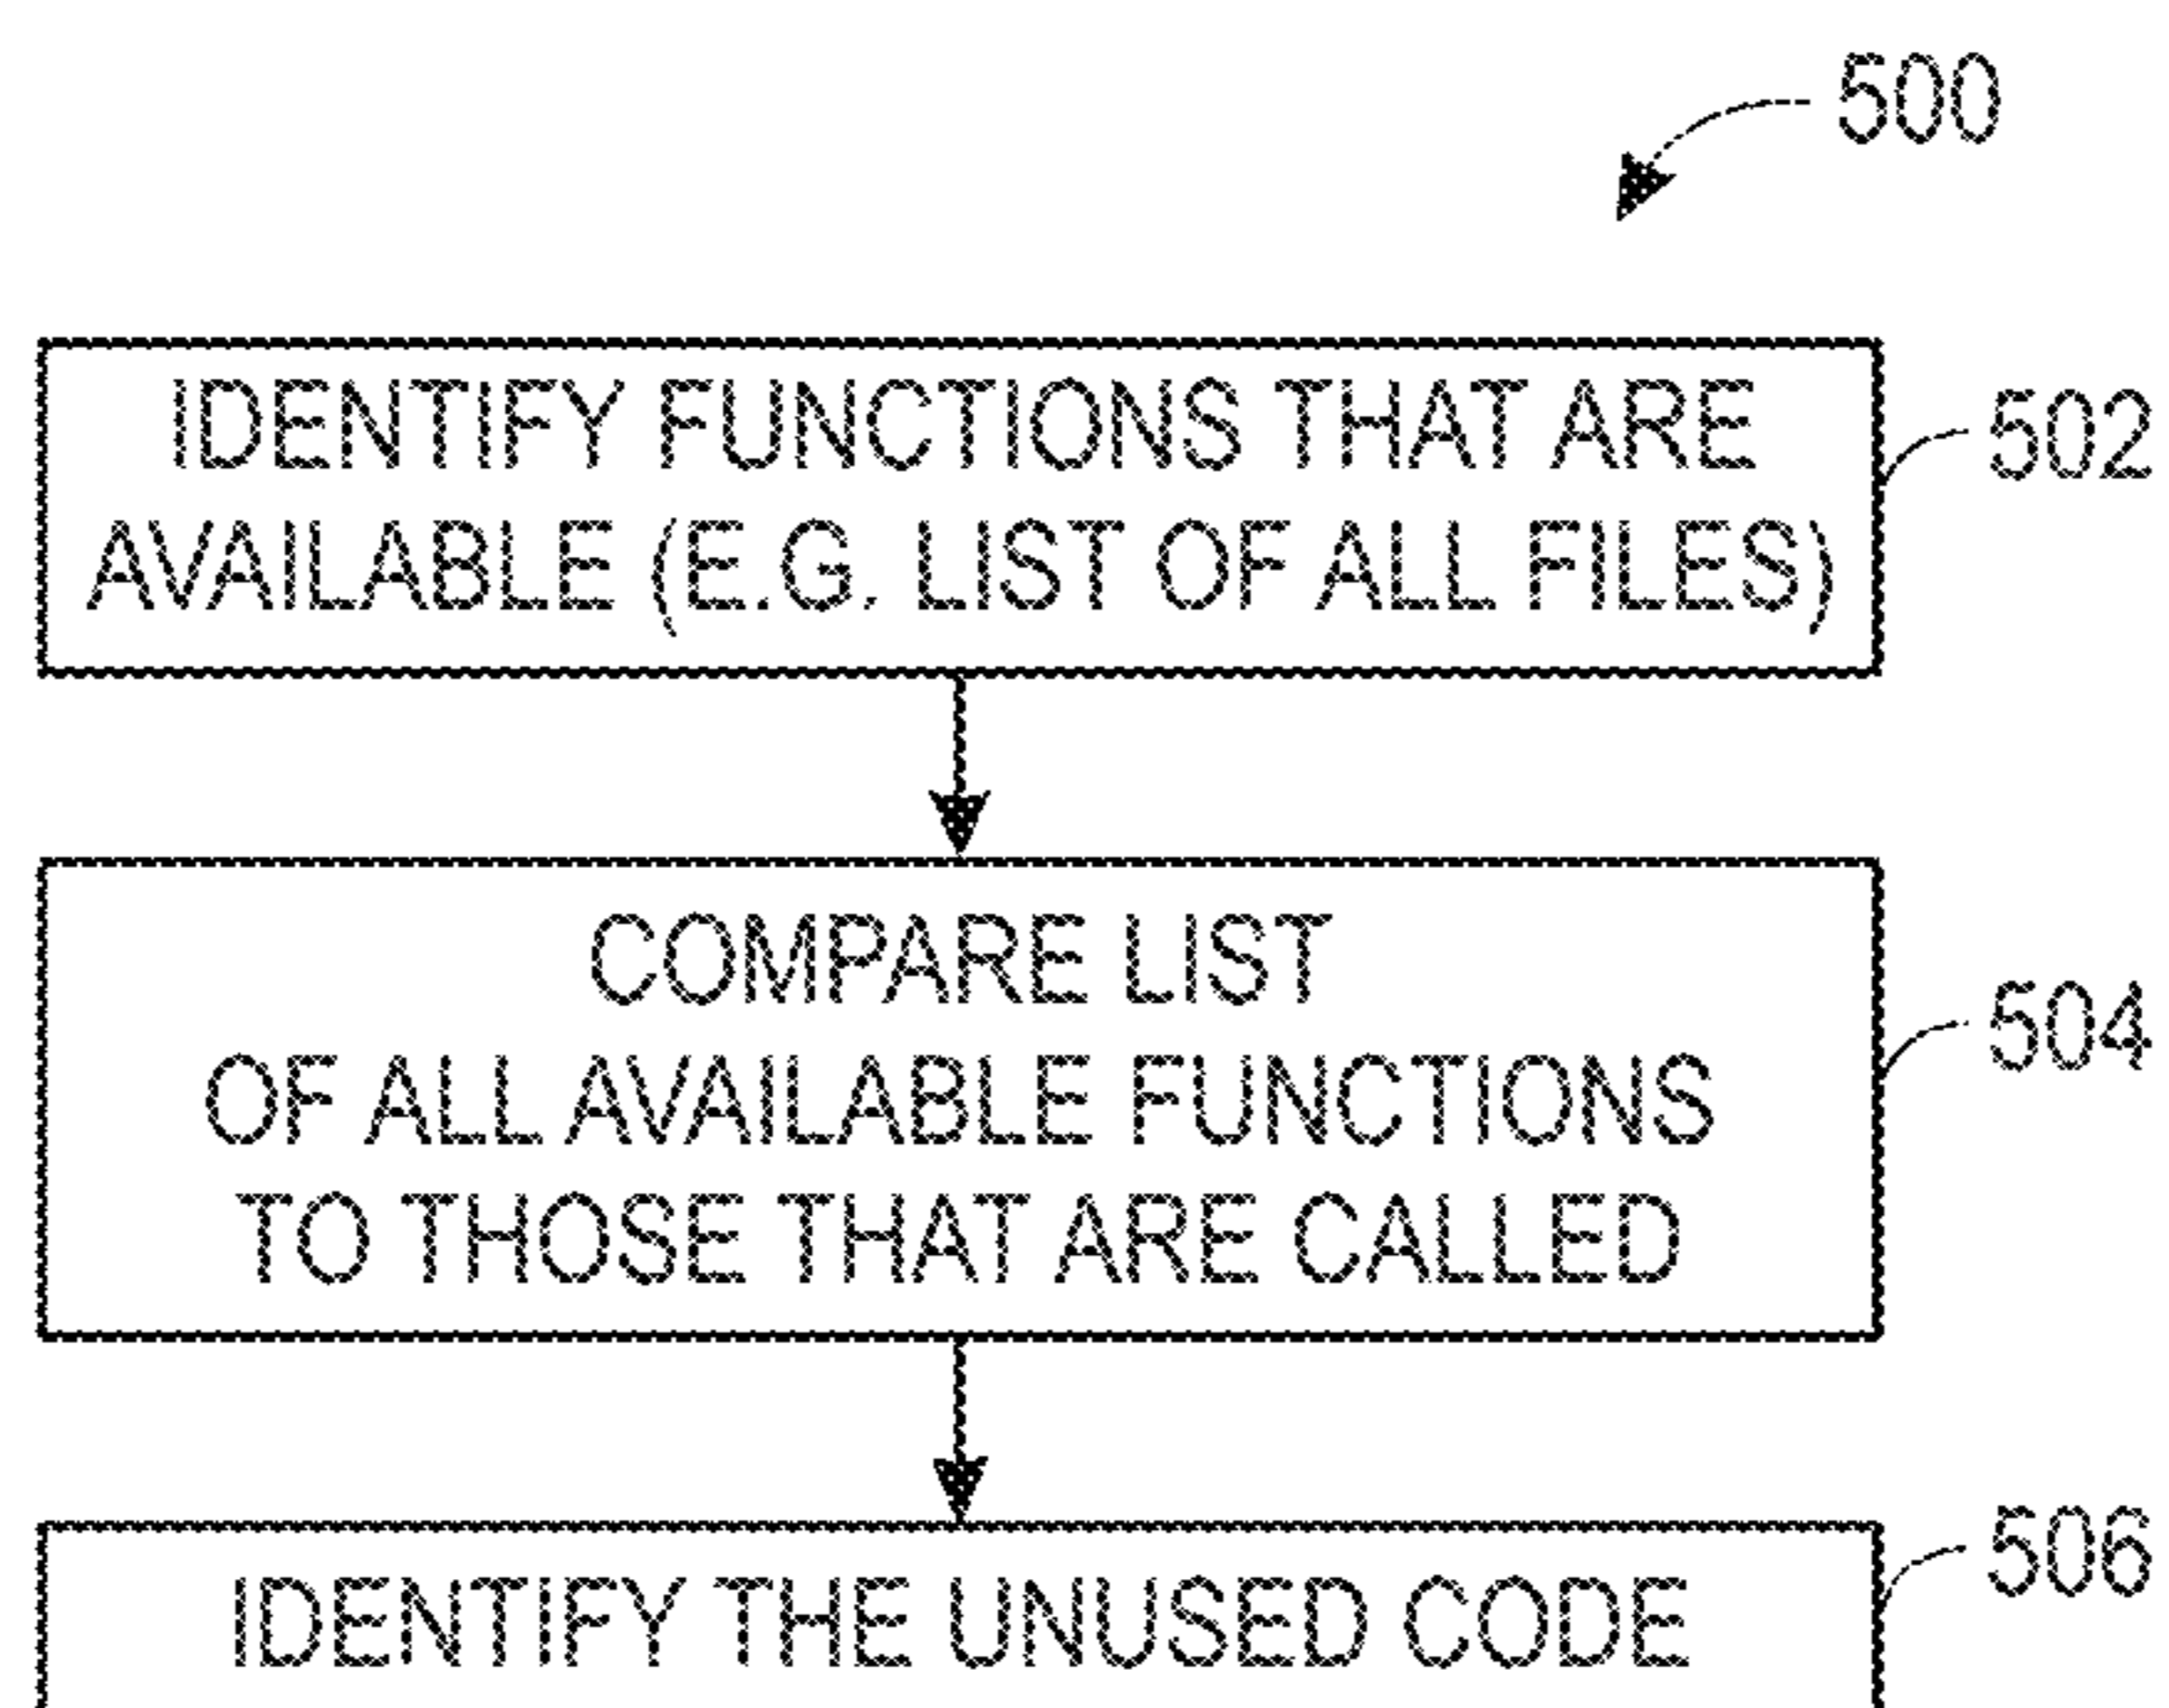 500
IDENTIFY FUNCTIONS THAT ARE
AVAILABLE (E.G. LIST OF ALL FILES)
502
COMPARE LIST
OF ALL AVAILABLE FUNCTIONS
TO THOSE THAT ARE CALLED
504
IDENTIFY THE UNUSED CODE
506